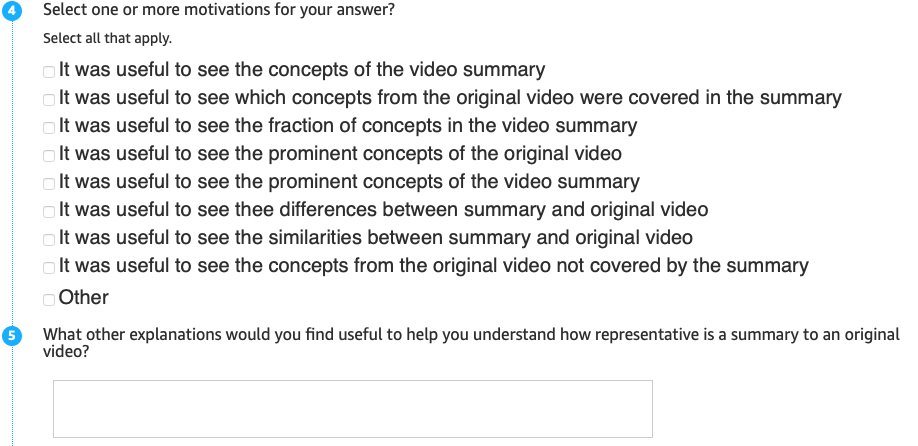 4 Select one or more motivations for your answer?
Select all that apply.
It was useful to see the concepts of the video summary
It was useful to see which concepts from the original video were covered in the summary
It was useful to see the fraction of concepts in the video summary
It was useful to see the prominent concepts of the original video
It was useful to see the prominent concepts of the video summary
It was useful to see thee differences between summary and original video
It was useful to see the similarities between summary and original video
It was useful to see the concepts from the original video not covered by the summary
Other
5 What other explanations would you find useful to help you understand how representative is a summary to an original
video?